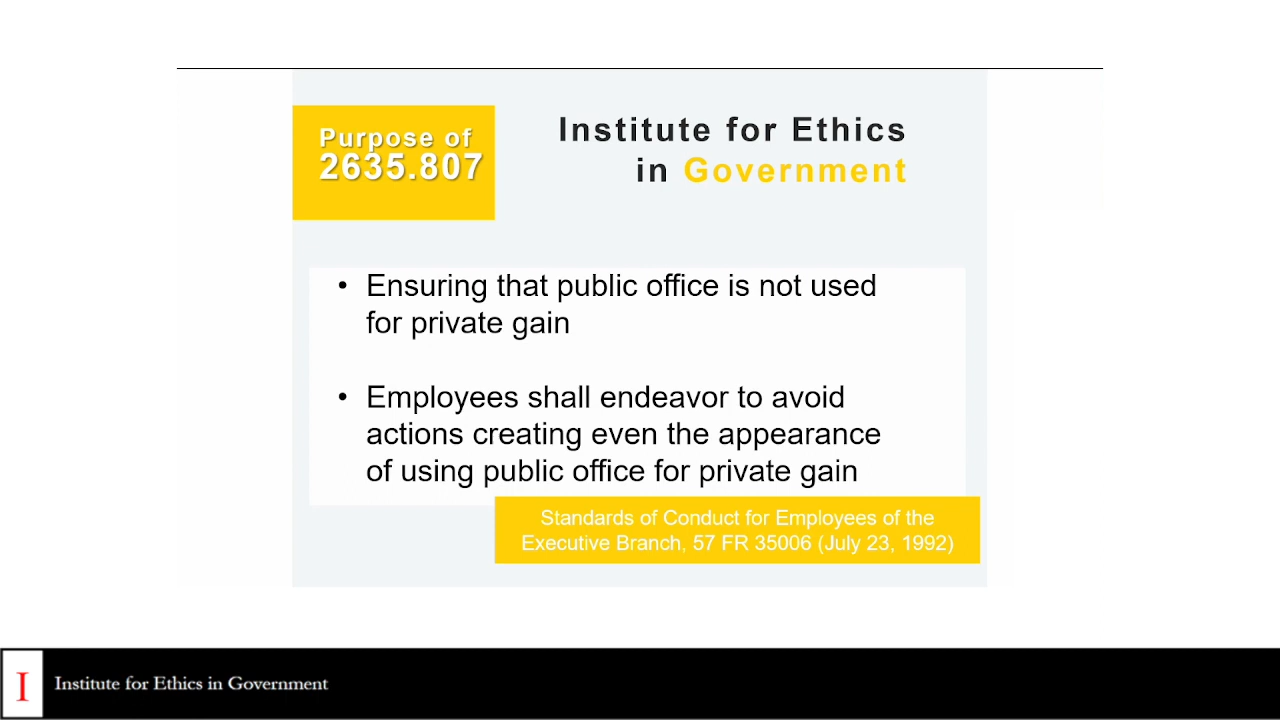 Purpose of
2635.807
Institute for Ethics
in Government
• Ensuring that public office is not used
for private gain
• Employees shall endeavor to avoid
actions creating even the appearance
of using public office for private gain
Standards of Conduct for Employees of the
Executive Branch, 57 FR 35006 (July 23, 1992)
I
Institute for Ethics in Government